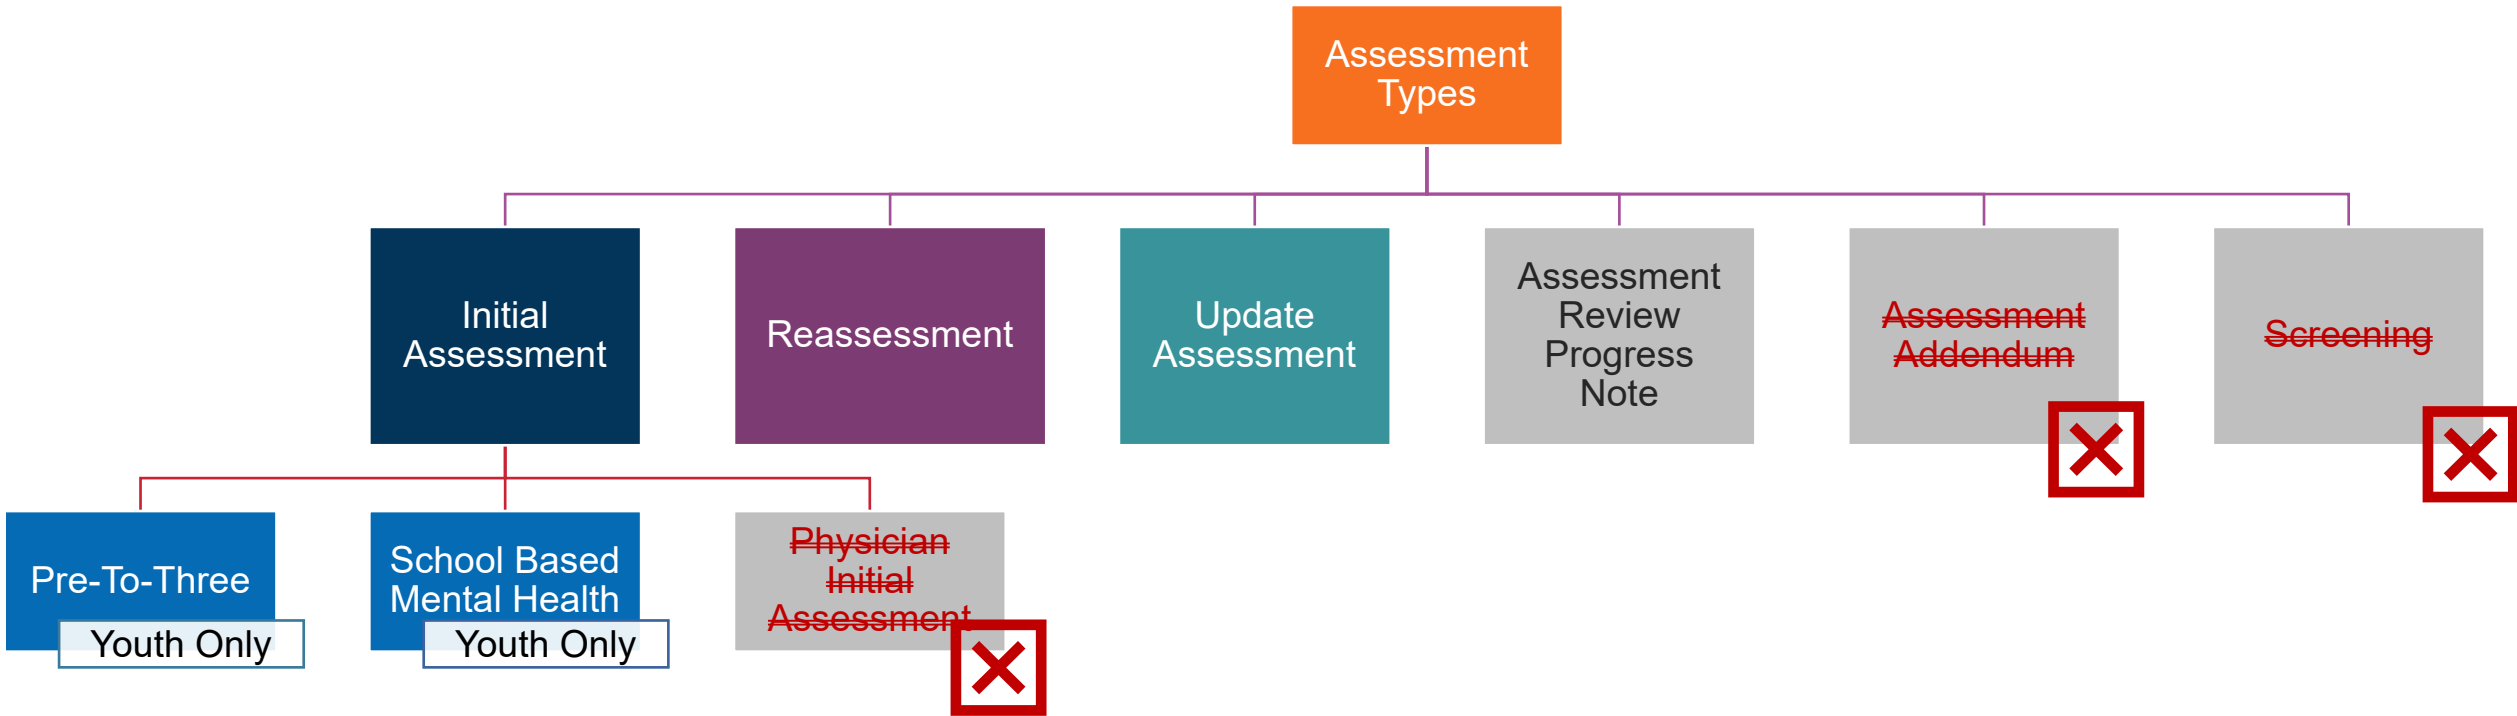 Assessment
Types
Initial
Assessment
Reassessment
Update
Assessment
Assessment
Review
Progress
Note
Assessment
Addendum
Screening
Pre-To-Three
Youth Only
School Based
Mental Health
Youth Only
Physician
Initial
Assessment